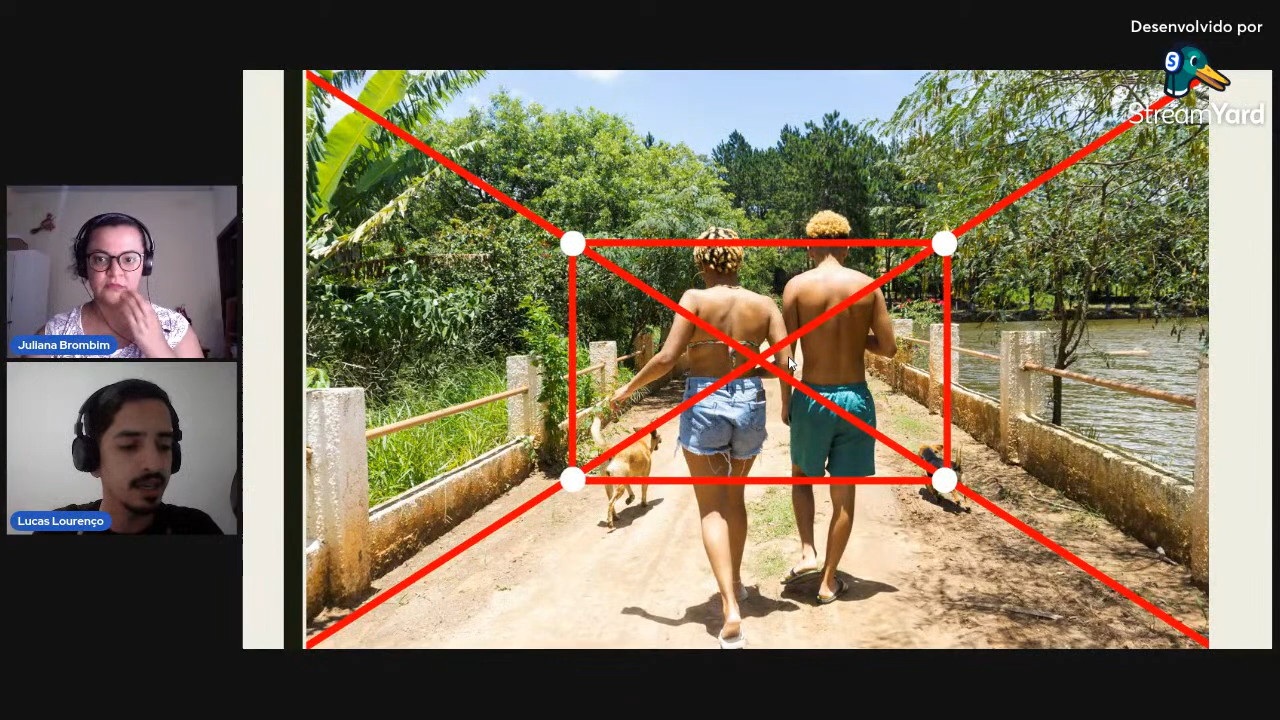 Desenvolvido por
S
StreamYard
Juliana Brombim
Lucas Lourenço